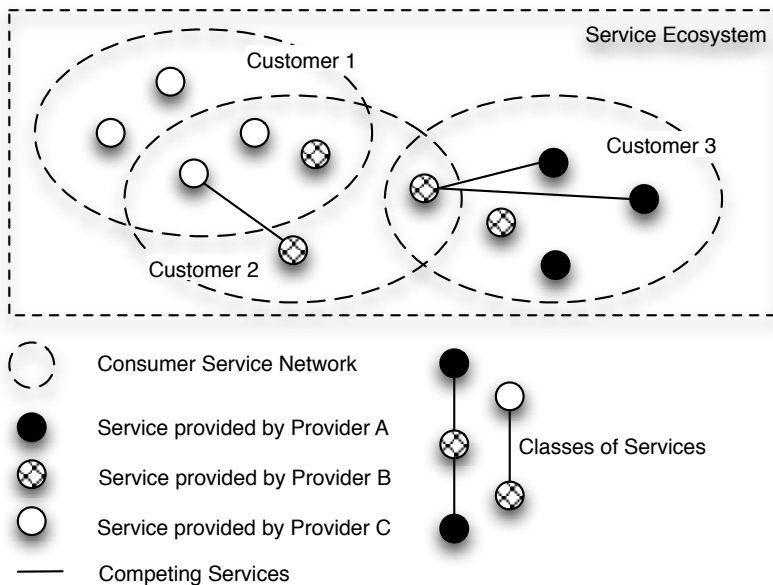 Service Ecosystem
Customer 1
Customer 3
Customer 2
Consumer Service Network
Service provided by Provider A
Service provided by Provider B
Service provided by Provider C
Competing Services
Classes of Services